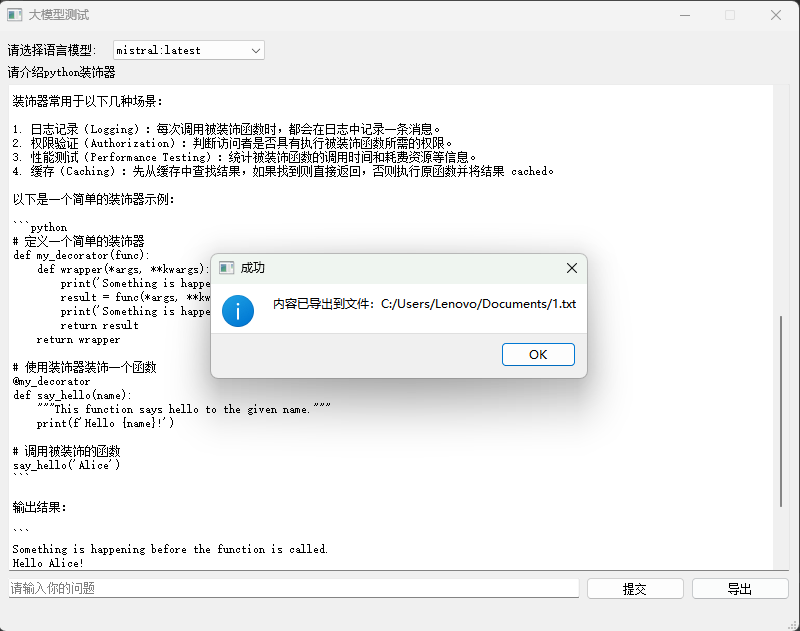 大模型测试
请选择语言模型: mistral:latest
请介绍python装饰器
装饰器常用于以下几种场景:
1. 日志记录 (Logging) : 每次调用被装饰函数时, 都会在日志中记录一条消息。
2. 权限验证 (Authorization) : 判断访问者是否具有执行被装饰函数所需的权限。
3. 性能测试 (Performance Testing) : 统计被装饰函数的调用时间和耗费资源等信息。
4. 缓存 (Caching) : 先从缓存中查找结果, 如果找到则直接返回, 否则执行原函数并将结果 cached。
以下是一个简单的装饰器示例:
```python
# 定义一个简单的装饰器
def my_decorator(func):
def wrapper(*args, **kwargs):
print('Something is happe
result = func(*args, **kw
print('Something is happe
return result
return wrapper
# 使用装饰器装饰一个函数
@my_decorator
def say_hello(name):
"""This function says hello to the given name."""
print(f'Hello {name}!')
# 调用被装饰的函数
say_hello('Alice')
```
输出结果:
```
Something is happening before the function is called.
Hello Alice!
成功
内容已导出到文件: C:/Users/Lenovo/Documents/1.txt
OK
请输入你的问题
提交
导出